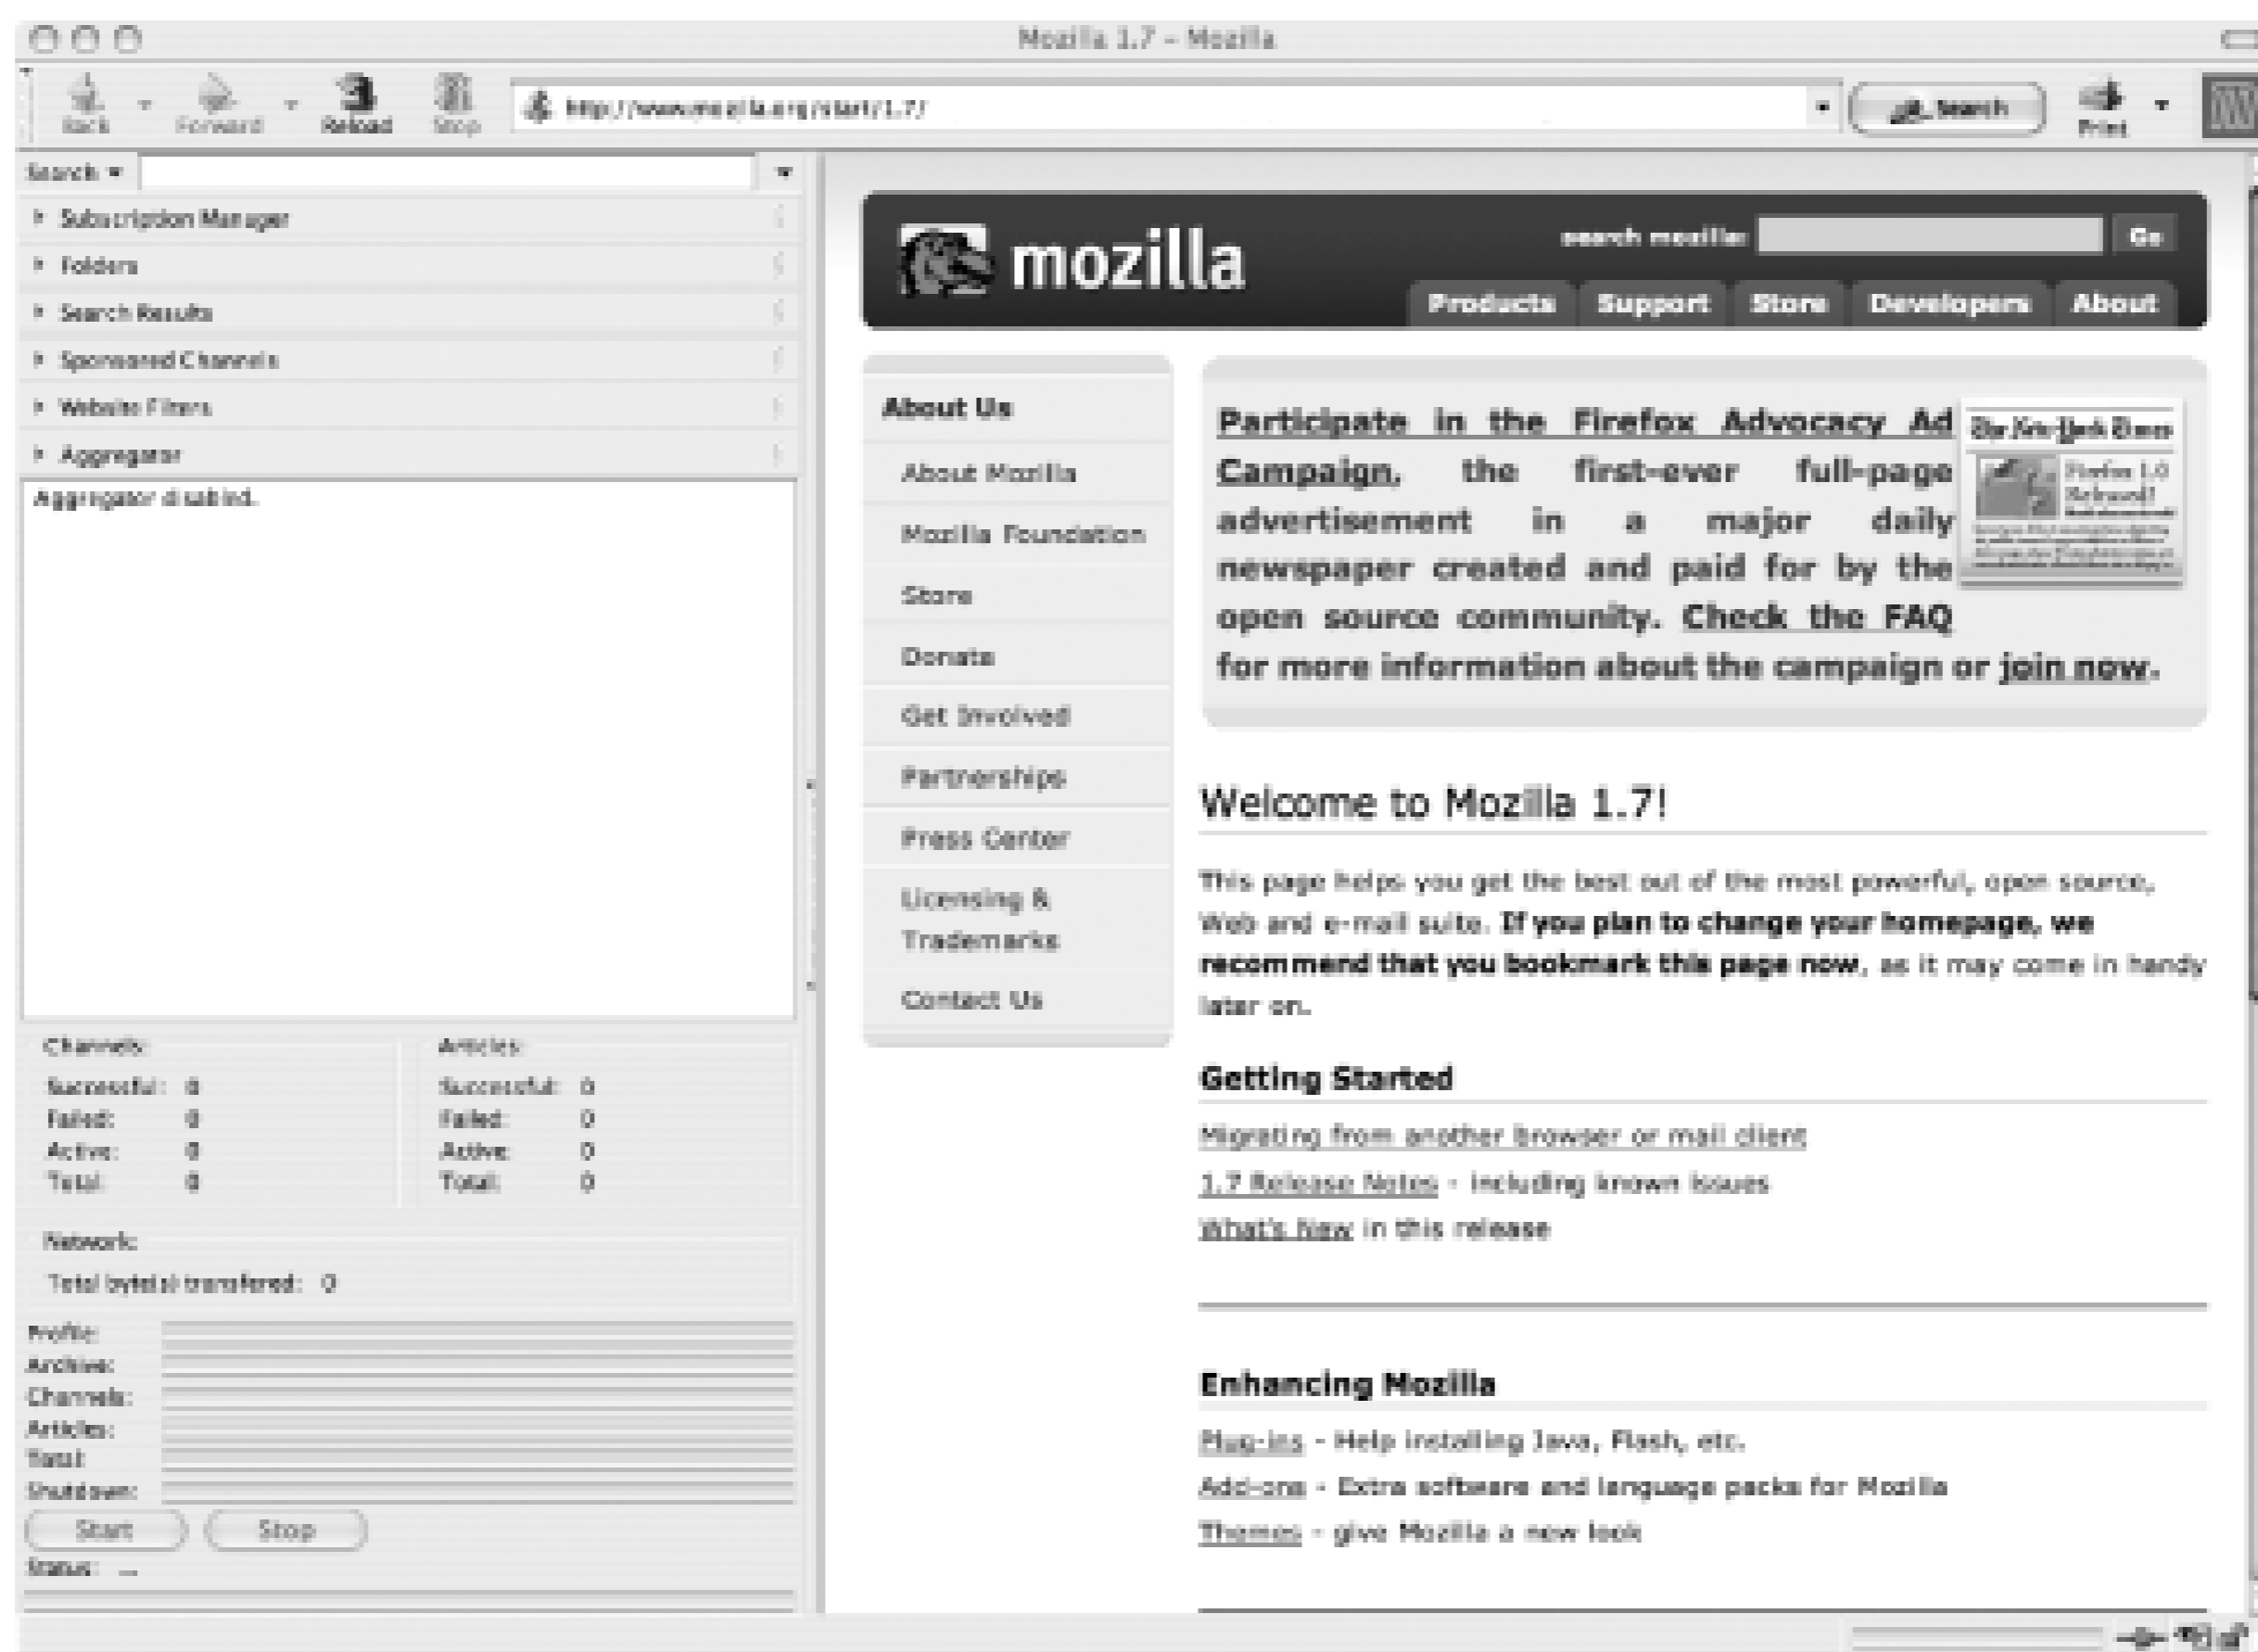 Mozilla 1.7 – Mozilla
Back Forward Reload Stop http://www.mozilla.org/start/1.7/ Search Print
Search
Subscription Manager
Folders
Search Results
Sponsored Channels
Website Filters
Aggregator
Aggregator disabled.
Channels: Articles:
Successful: 0 Successful: 0
Failed: 0 Failed: 0
Active: 0 Active: 0
Total: 0 Total: 0
Network:
Total byte(s) transfered: 0
Profile:
Archive:
Channels:
Articles:
Total:
Shutdown:
Start Stop
Status: ...
mozilla
search mozilla: Go
Products Support Store Developers About
About Us
About Mozilla
Mozilla Foundation
Store
Donate
Get Involved
Partnerships
Press Center
Licensing &
Trademarks
Contact Us
Participate in the Firefox Advocacy Ad
Campaign, the first-ever full-page
advertisement in a major daily
newspaper created and paid for by the
open source community. Check the FAQ
for more information about the campaign or join now.
The New York Times
Firefox 1.0
Released!
Welcome to Mozilla 1.7!
This page helps you get the best out of the most powerful, open source,
Web and e-mail suite. If you plan to change your homepage, we
recommend that you bookmark this page now, as it may come in handy
later on.
Getting Started
Migrating from another browser or mail client
1.7 Release Notes - including known issues
What's New in this release
Enhancing Mozilla
Plug-ins - Help installing Java, Flash, etc.
Add-ons - Extra software and language packs for Mozilla
Themes - give Mozilla a new look